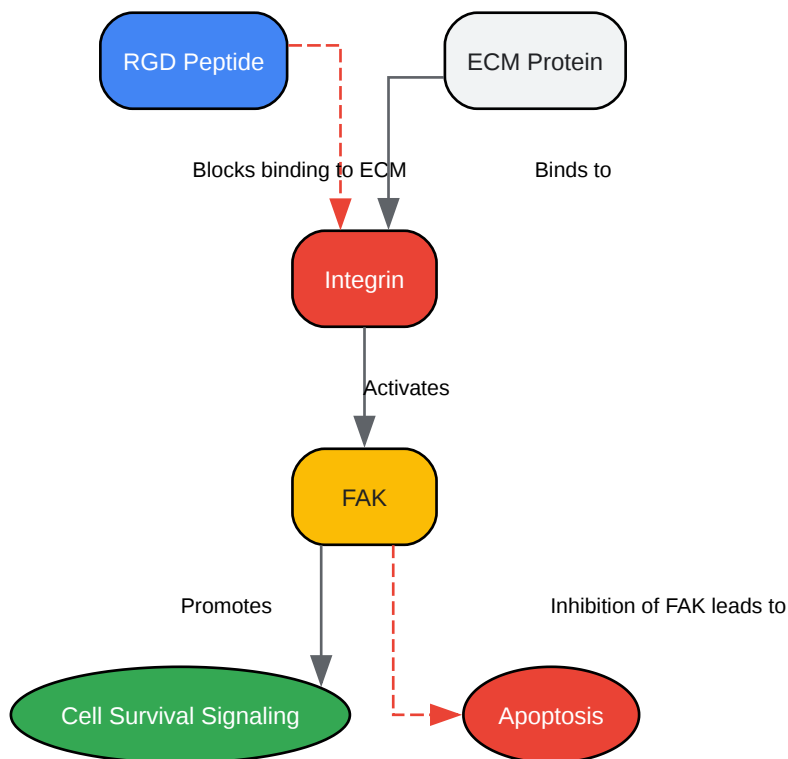 RGD Peptide
ECM Protein
Blocks binding to ECM
Binds to
Integrin
Activates
FAK
Promotes
Inhibition of FAK leads to
Cell Survival Signaling
Apoptosis